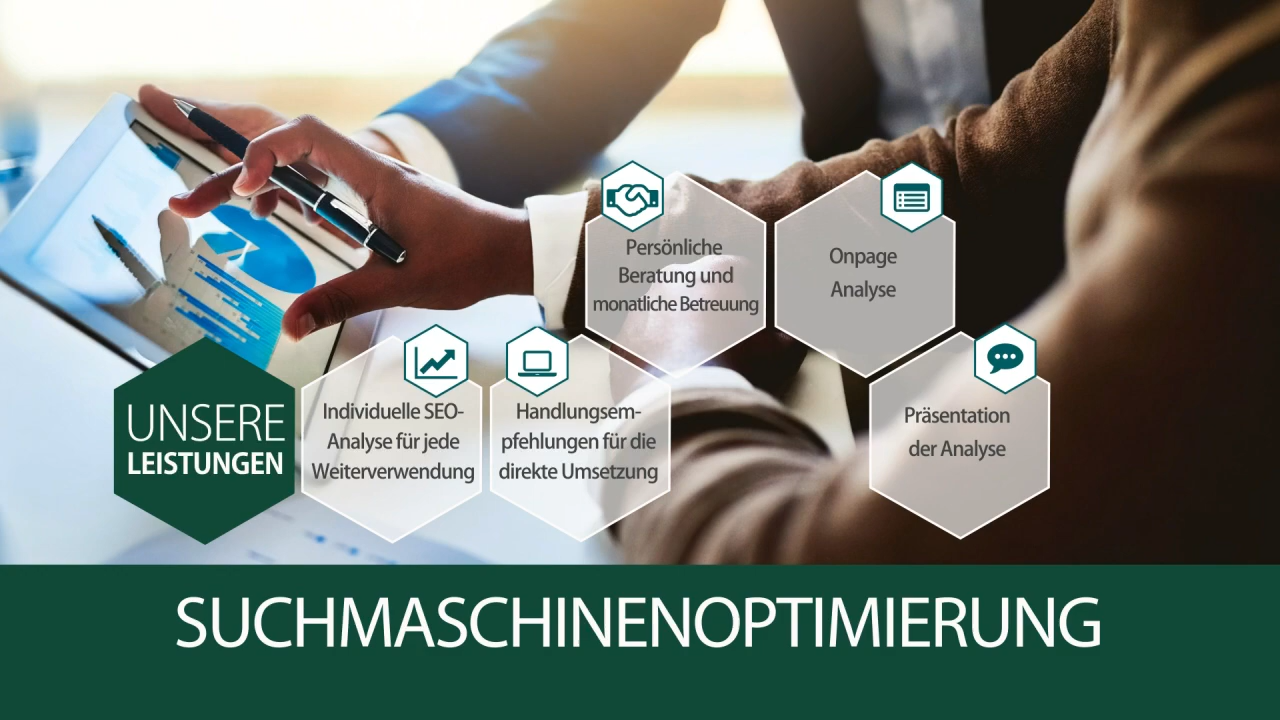 UNSERE
LEISTUNGEN
Individuelle SEO-
Analyse für jede
Weiterverwendung
Handlungsem-
pfehlungen für die
direkte Umsetzung
Persönliche
Beratung und
monatliche Betreuung
Onpage
Analyse
Präsentation
der Analyse
SUCHMASCHINENOPTIMIERUNG